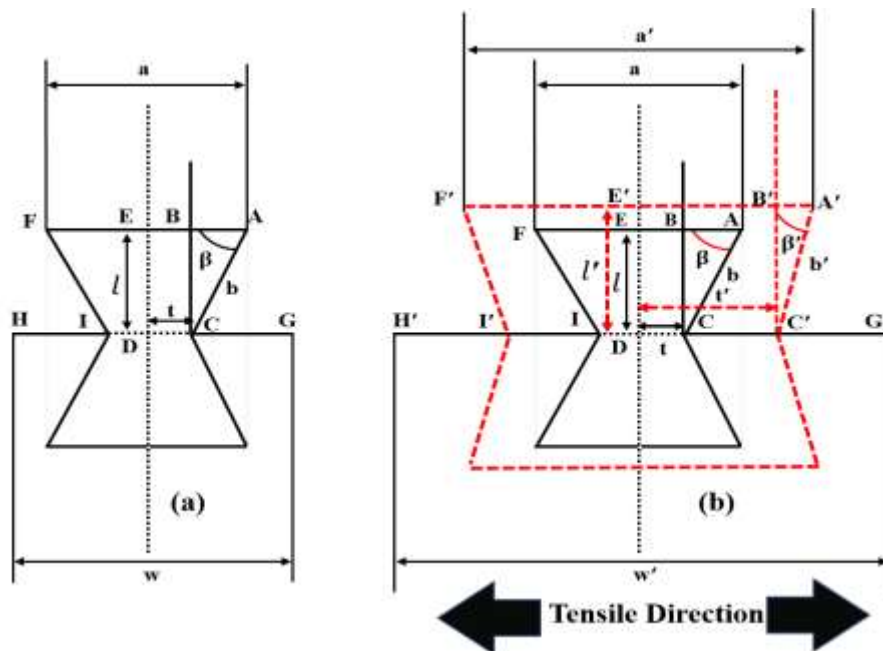 a
F E B A
l β b
H I t C G
D
(a)
w
a′
a
F′ E′ B′ A′
F E B A
β β′
l′ l b b′
t′
H′ I′ I C C′ G
D t
(b)
w′
Tensile Direction